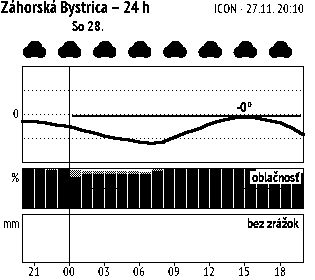 Záhorská Bystrica – 24 h
ICON · 27.11. 20:10
So 28.
0
-0°
%
oblačnosť
mm
bez zrážok
21 00 03 06 09 12 15 18